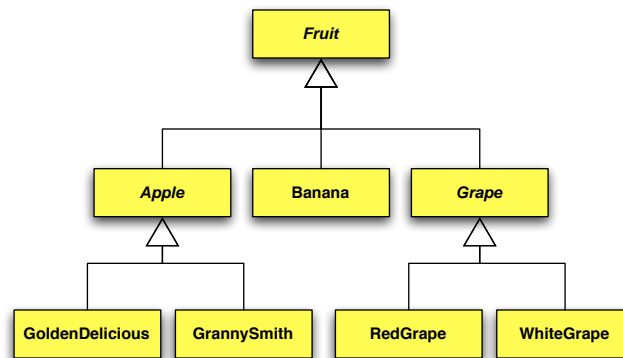 Fruit
Apple
Banana
Grape
GoldenDelicious
GrannySmith
RedGrape
WhiteGrape